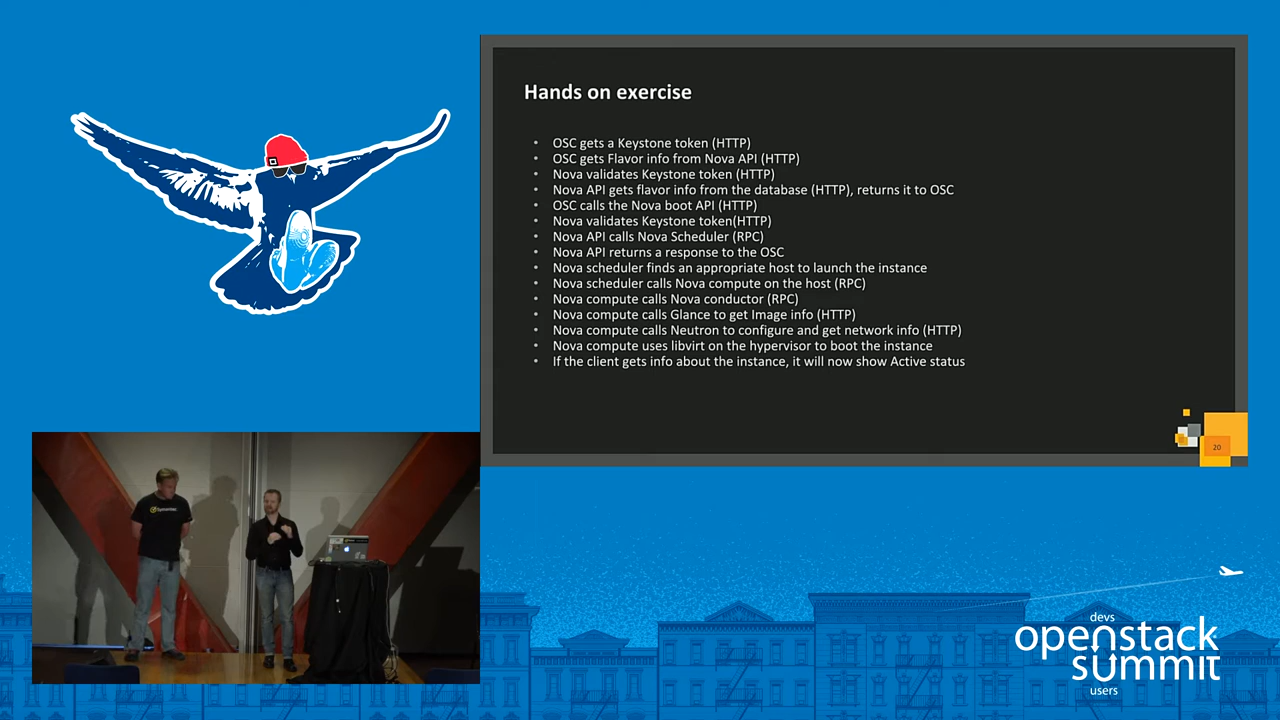 Hands on exercise
• OSC gets a Keystone token (HTTP)
• OSC gets Flavor info from Nova API (HTTP)
• Nova validates Keystone token (HTTP)
• Nova API gets flavor info from the database (HTTP), returns it to OSC
• OSC calls the Nova boot API (HTTP)
• Nova validates Keystone token(HTTP)
• Nova API calls Nova Scheduler (RPC)
• Nova API returns a response to the OSC
• Nova scheduler finds an appropriate host to launch the instance
• Nova scheduler calls Nova compute on the host (RPC)
• Nova compute calls Nova conductor (RPC)
• Nova compute calls Glance to get Image info (HTTP)
• Nova compute calls Neutron to configure and get network info (HTTP)
• Nova compute uses libvirt on the hypervisor to boot the instance
• If the client gets info about the instance, it will now show Active status
20
Symantec
devs
openstack
summit
users